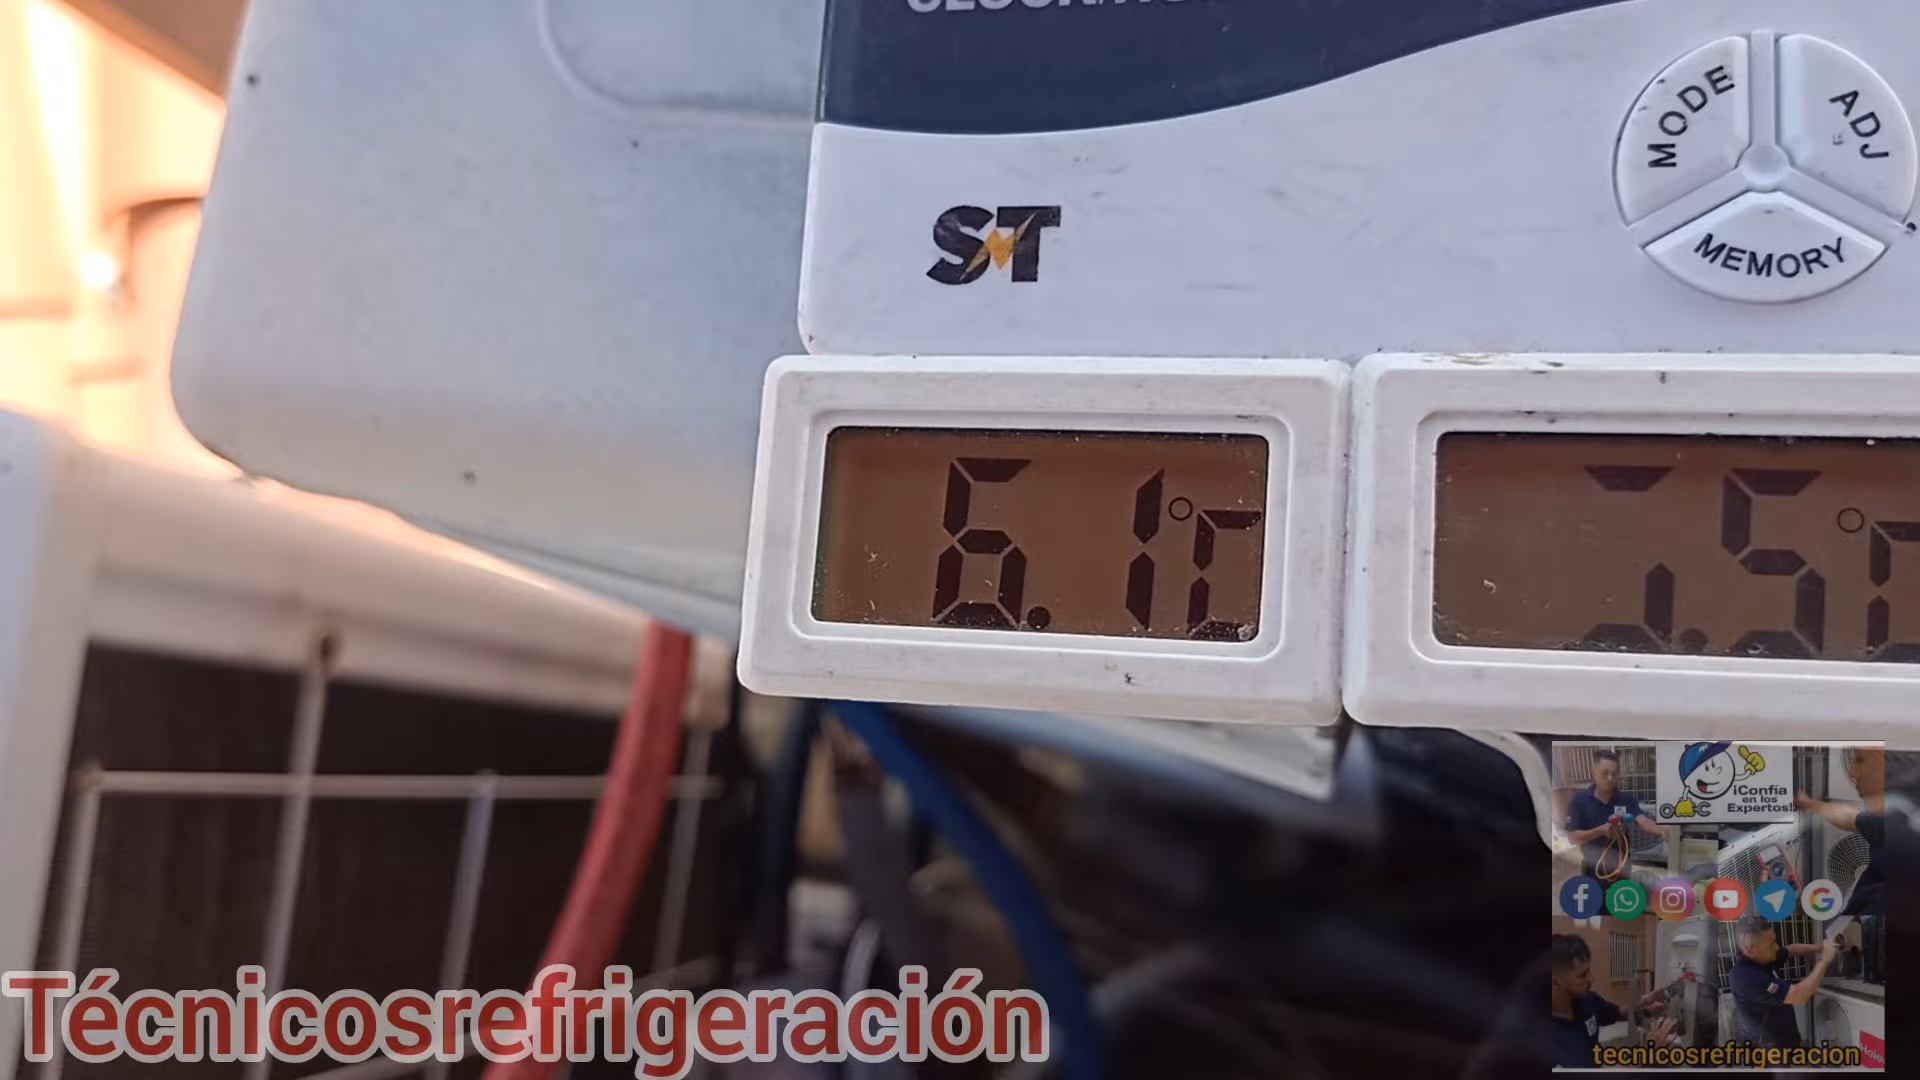 MODE
ADJ
MEMORY
ST
6.1°C
¡Confía
en los
Expertos!
Técnicosrefrigeración
tecnicosrefrigeracion